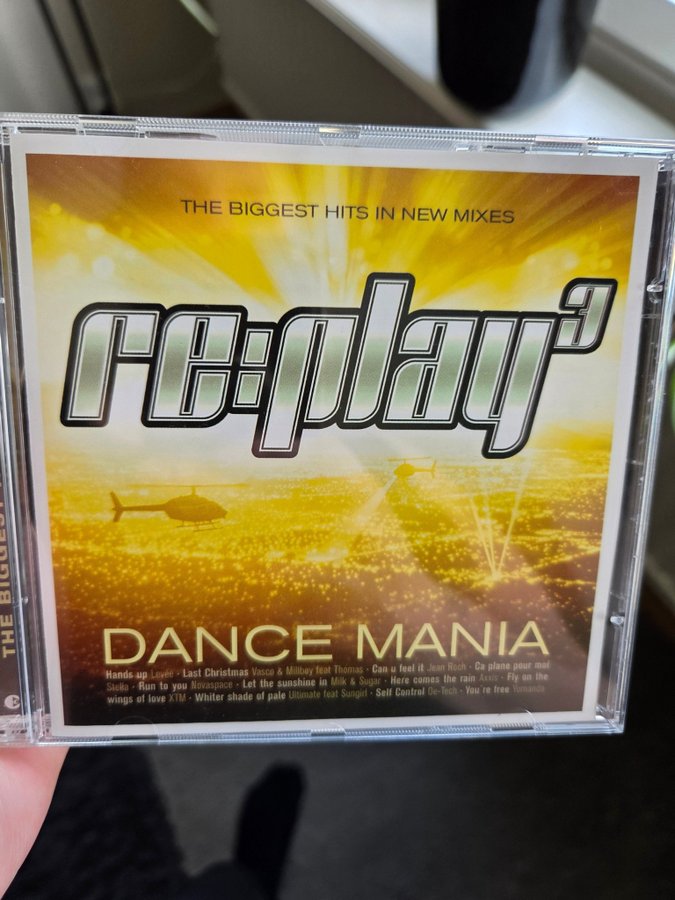 THE BIGGEST HITS IN NEW MIXES
re:play³
DANCE MANIA
Hands up Levée · Last Christmas Vasco & Millboy feat Thomas · Can u feel it Jean Roch · Ca plane pour moi
Stella · Run to you Novaspace · Let the sunshine in Milk & Sugar · Here comes the rain Axxis · Fly on the
wings of love XTM · Whiter shade of pale Ultimate feat Sungirl · Self Control De-Tech · You're free Yomanda
THE BIGGEST